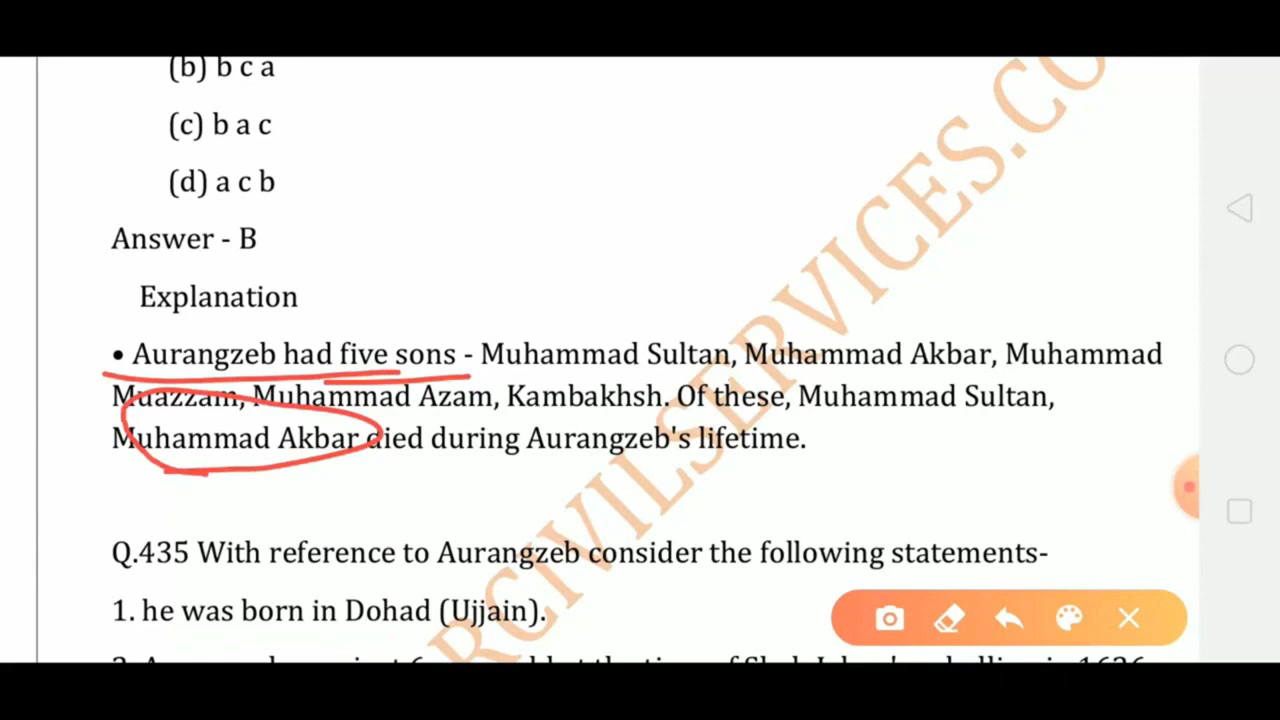 (b) b c a
(c) b a c
(d) a c b
Answer - B
Explanation
• Aurangzeb had five sons - Muhammad Sultan, Muhammad Akbar, Muhammad
Muazzam, Muhammad Azam, Kambakhsh. Of these, Muhammad Sultan,
Muhammad Akbar died during Aurangzeb's lifetime.
Q.435 With reference to Aurangzeb consider the following statements-
1. he was born in Dohad (Ujjain).
RCIVILSERVICES.CO